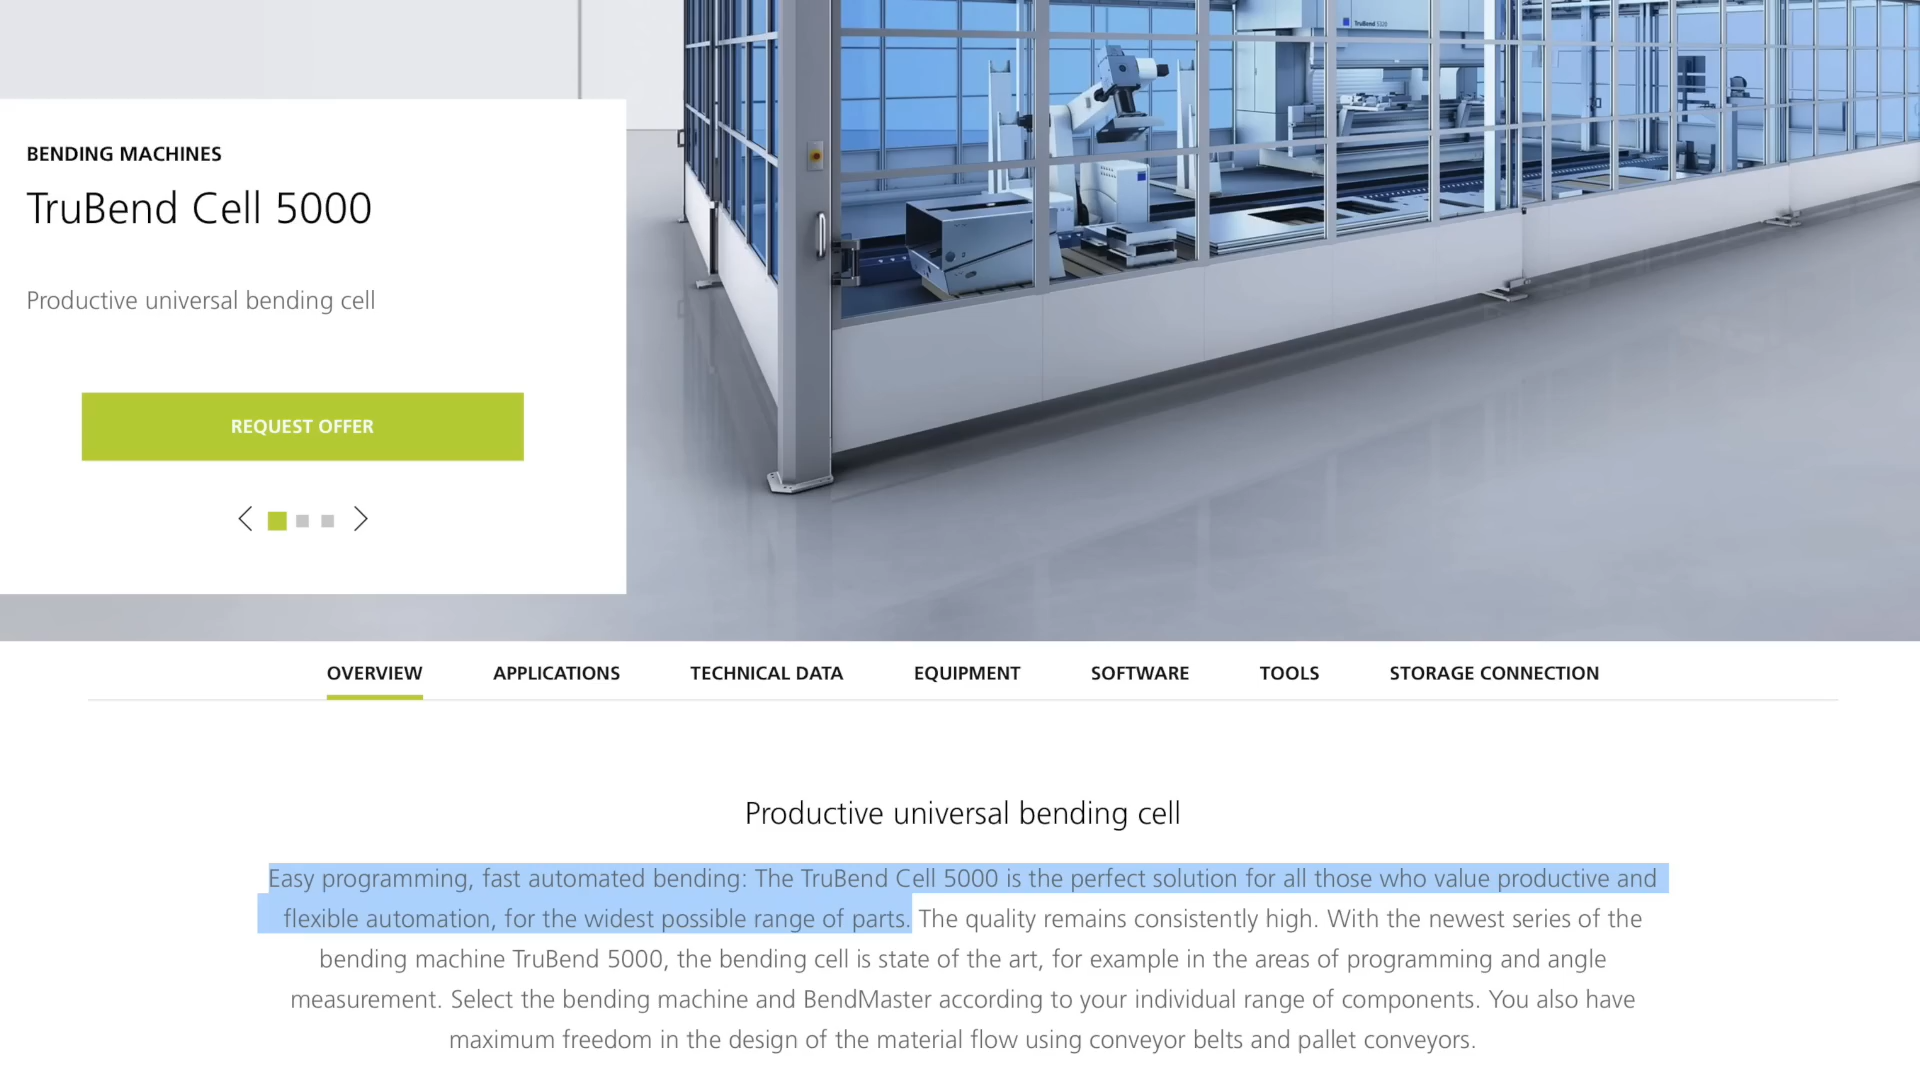 TruBend 5320
BENDING MACHINES
TruBend Cell 5000
Productive universal bending cell
REQUEST OFFER
OVERVIEW
APPLICATIONS
TECHNICAL DATA
EQUIPMENT
SOFTWARE
TOOLS
STORAGE CONNECTION
Productive universal bending cell
Easy programming, fast automated bending: The TruBend Cell 5000 is the perfect solution for all those who value productive and
flexible automation, for the widest possible range of parts. The quality remains consistently high. With the newest series of the
bending machine TruBend 5000, the bending cell is state of the art, for example in the areas of programming and angle
measurement. Select the bending machine and BendMaster according to your individual range of components. You also have
maximum freedom in the design of the material flow using conveyor belts and pallet conveyors.